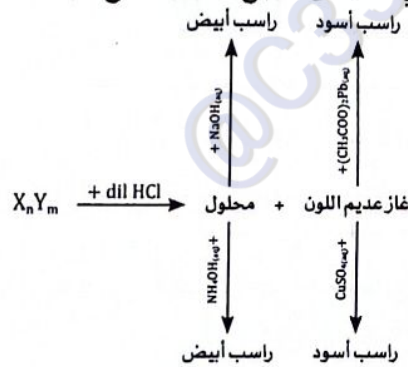 راسب أبيض راسب أسود
+ NaOH(aq) +(CH3COO)2Pb(aq)
XnYm + dil HCl محلول + غاز عديم اللون
NH4OH(aq)+ CuSO4(aq)+
راسب أبيض راسب أسود